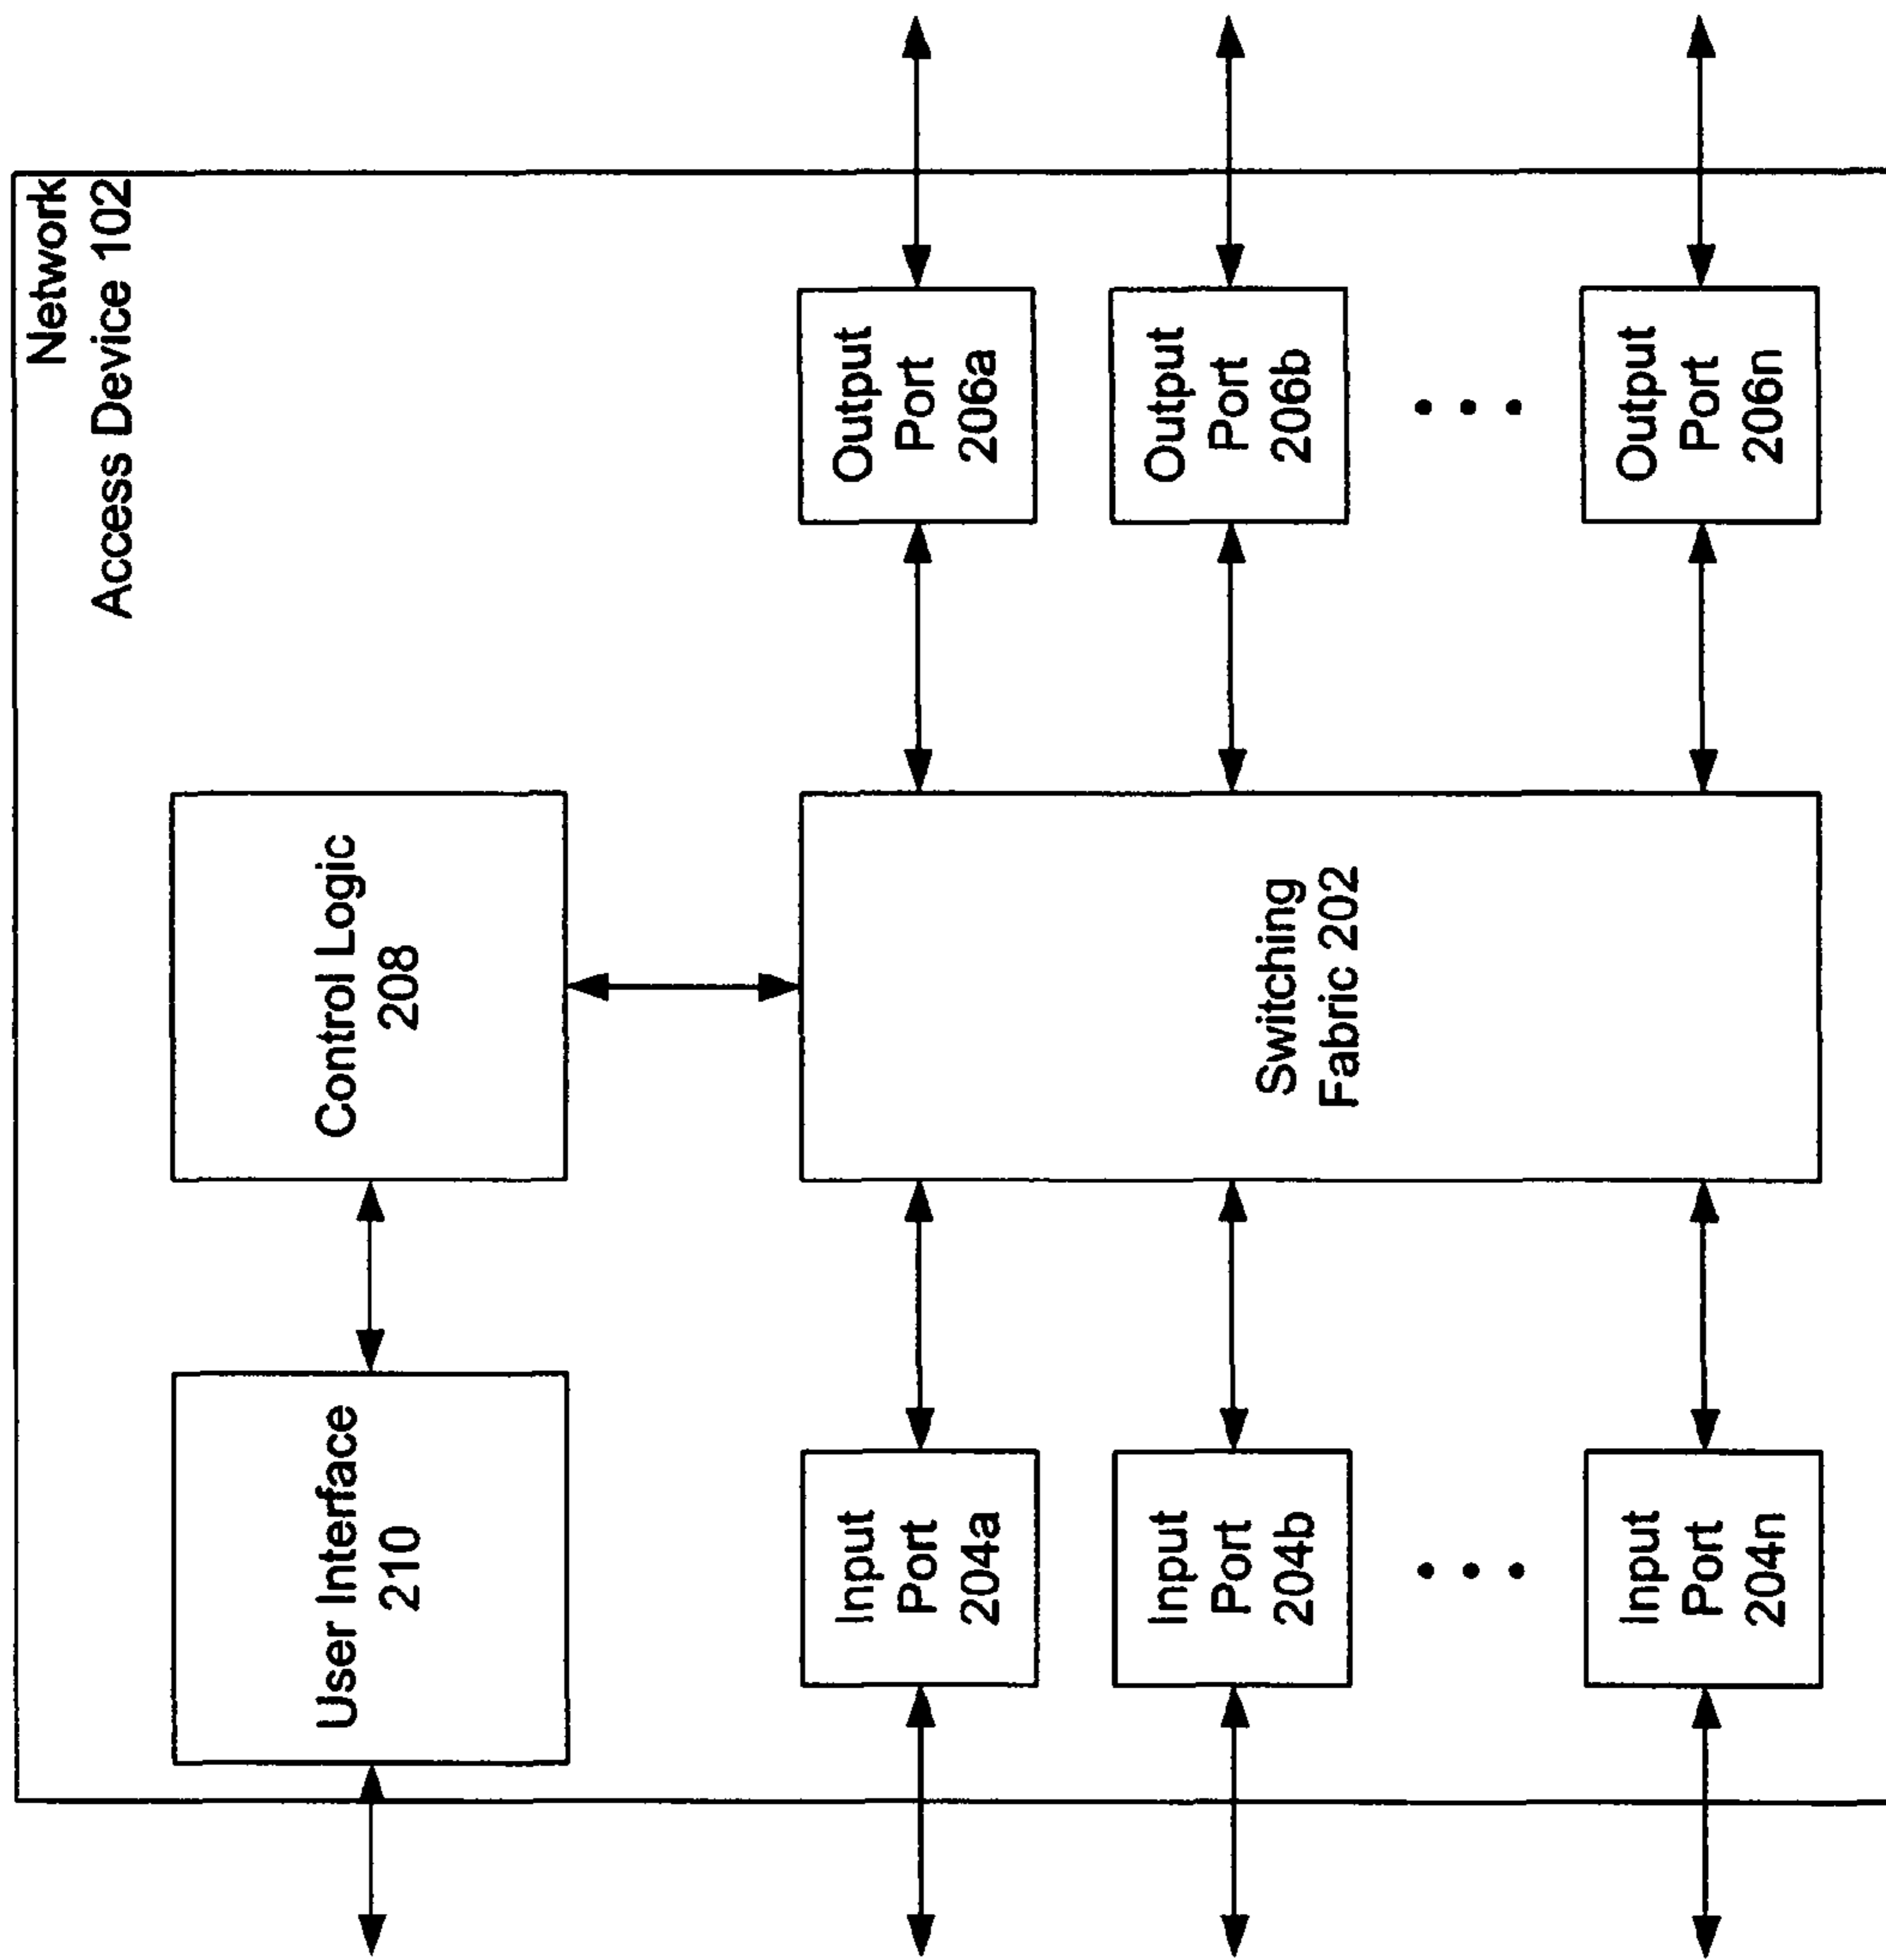 Network
Access Device 102
User Interface
210
Control Logic
208
Input
Port
204a
Switching
Fabric 202
Output
Port
206a
Input
Port
204b
Output
Port
206b
Input
Port
204n
Output
Port
206n